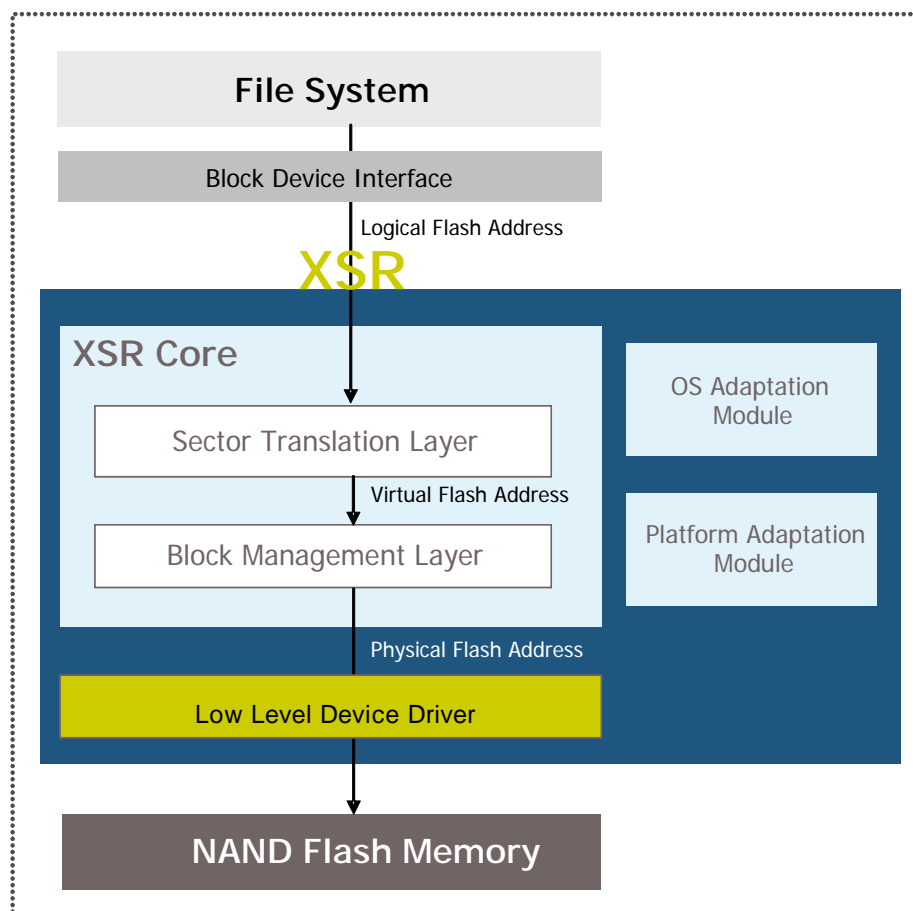 File System
Block Device Interface
Logical Flash Address
XSR
XSR Core
OS Adaptation
Module
Sector Translation Layer
Virtual Flash Address
Platform Adaptation
Module
Block Management Layer
Physical Flash Address
Low Level Device Driver
NAND Flash Memory